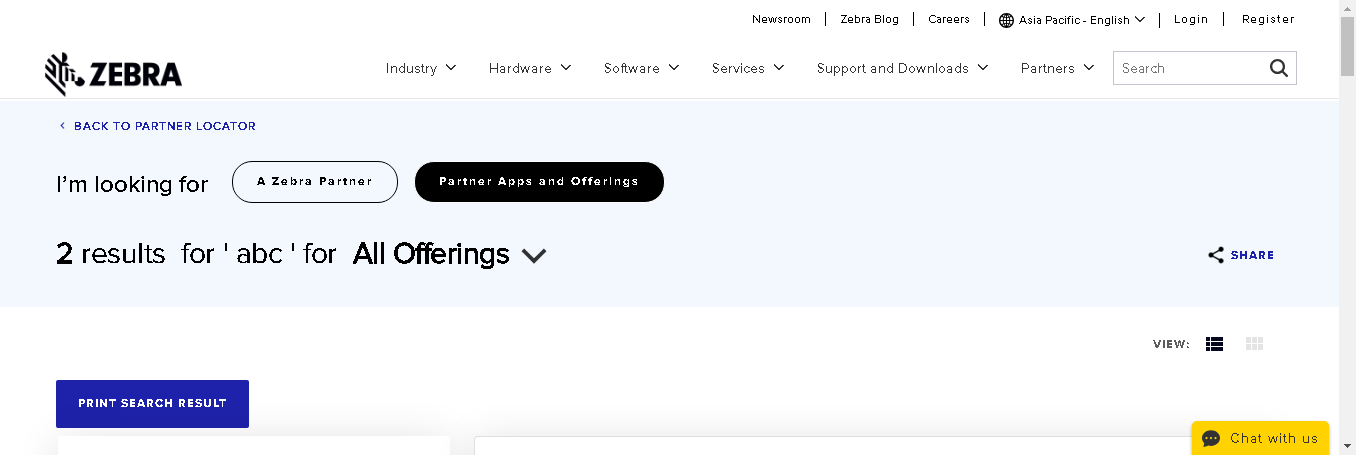 Newsroom Zebra Blog Careers Asia Pacific - English Login Register
ZEBRA Industry Hardware Software Services Support and Downloads Partners Search
BACK TO PARTNER LOCATOR
I'm looking for A Zebra Partner Partner Apps and Offerings
2 results for ' abc ' for All Offerings
SHARE
VIEW:
PRINT SEARCH RESULT
Chat with us